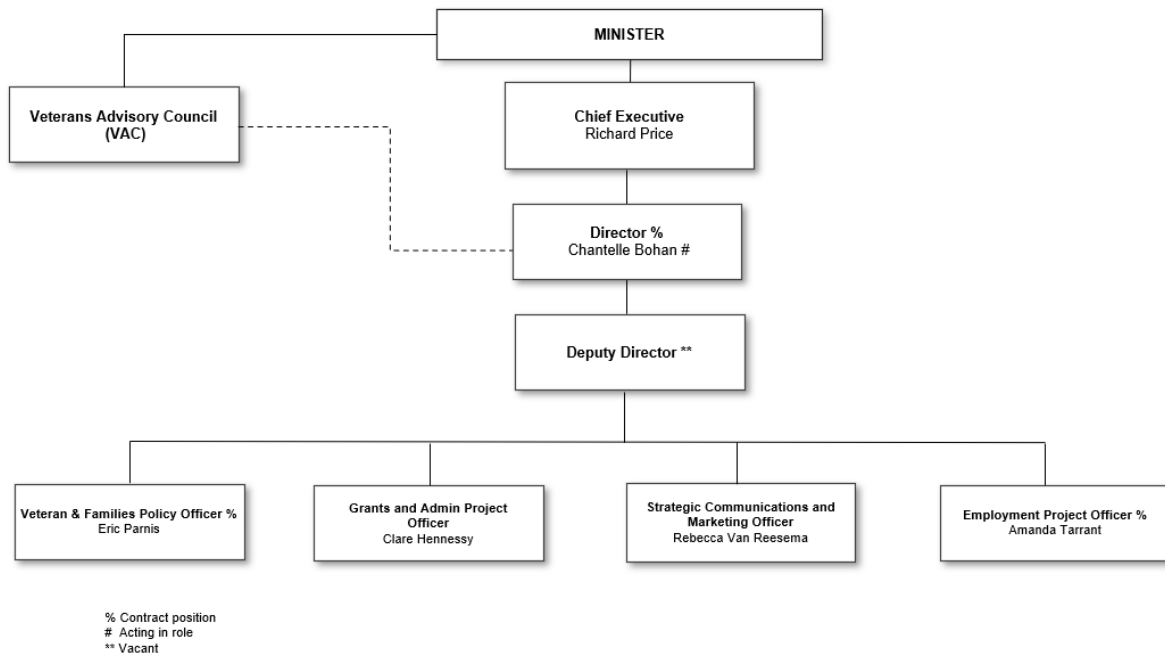 MINISTER
Veterans Advisory Council
(VAC)
Chief Executive
Richard Price
Director %
Chantelle Bohan #
Deputy Director **
Veteran & Families Policy Officer %
Eric Parnis
Grants and Admin Project
Officer
Clare Hennessy
Strategic Communications and
Marketing Officer
Rebecca Van Reesema
Employment Project Officer %
Amanda Tarrant
% Contract position
# Acting in role
** Vacant